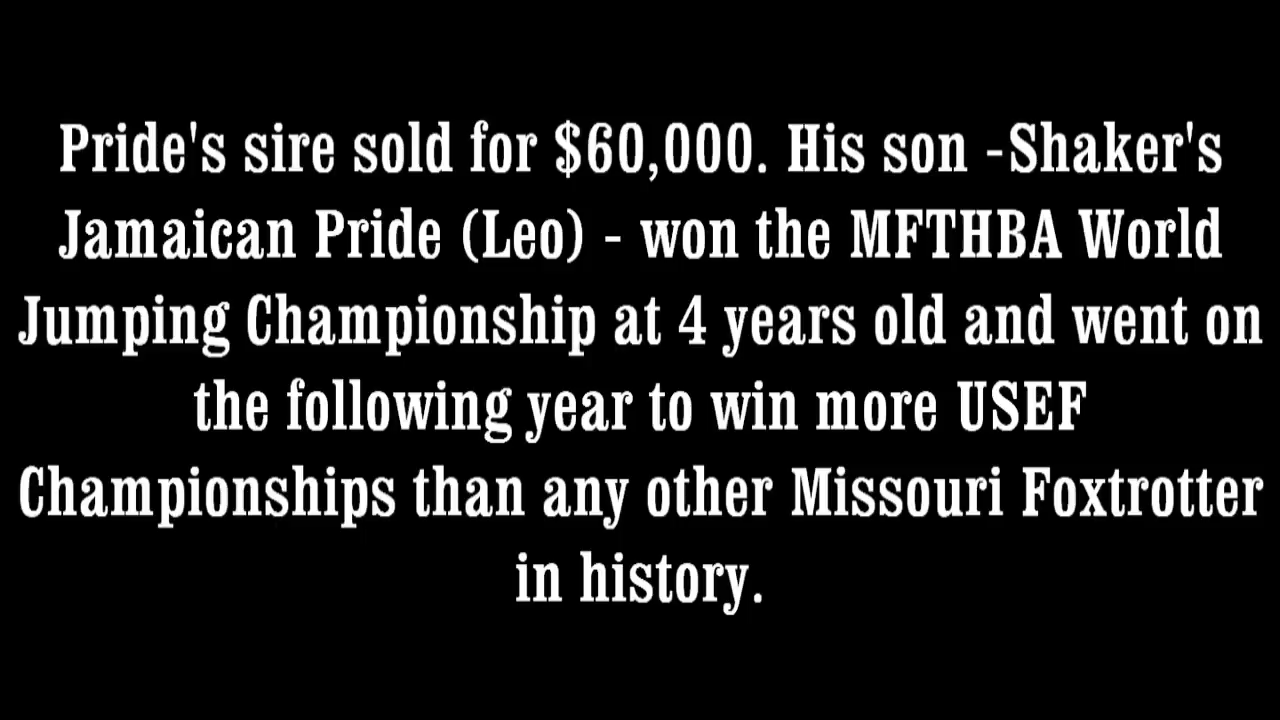 Pride's sire sold for $60,000. His son -Shaker's
Jamaican Pride (Leo) - won the MFTHBA World
Jumping Championship at 4 years old and went on
the following year to win more USEF
Championships than any other Missouri Foxtrotter
in history.